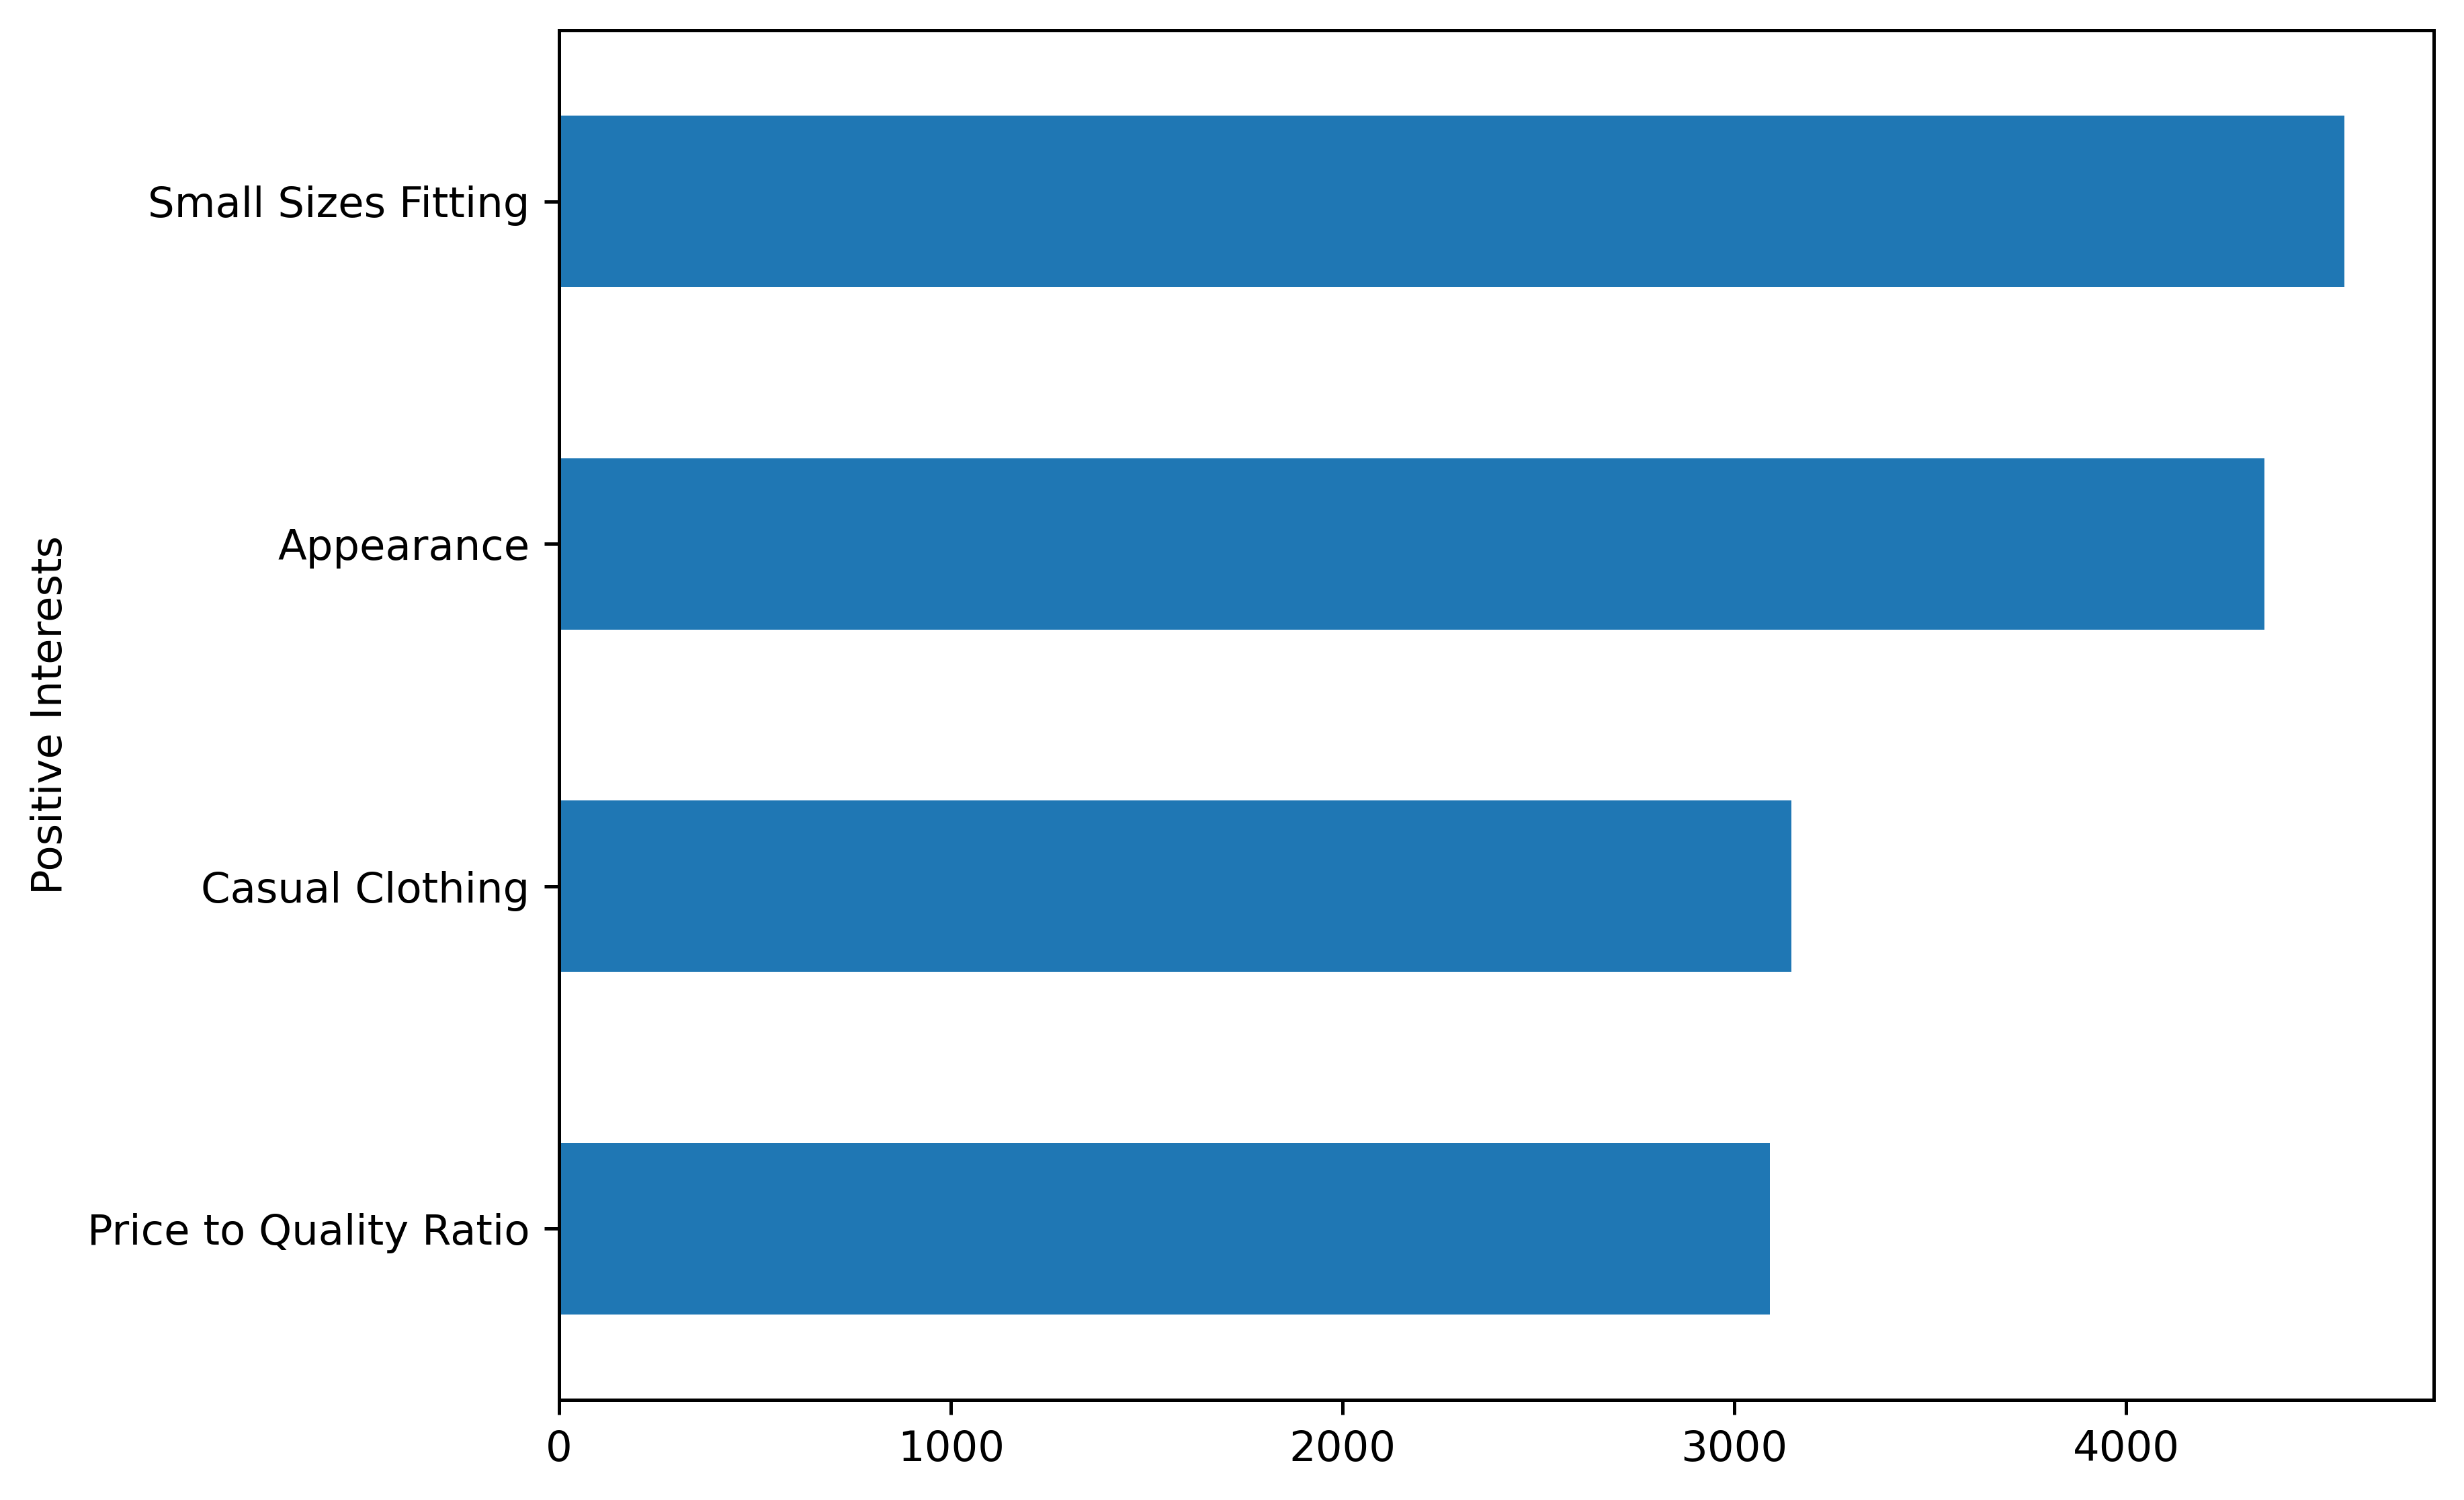 Positive Interests
Small Sizes Fitting
Appearance
Casual Clothing
Price to Quality Ratio
0 1000 2000 3000 4000